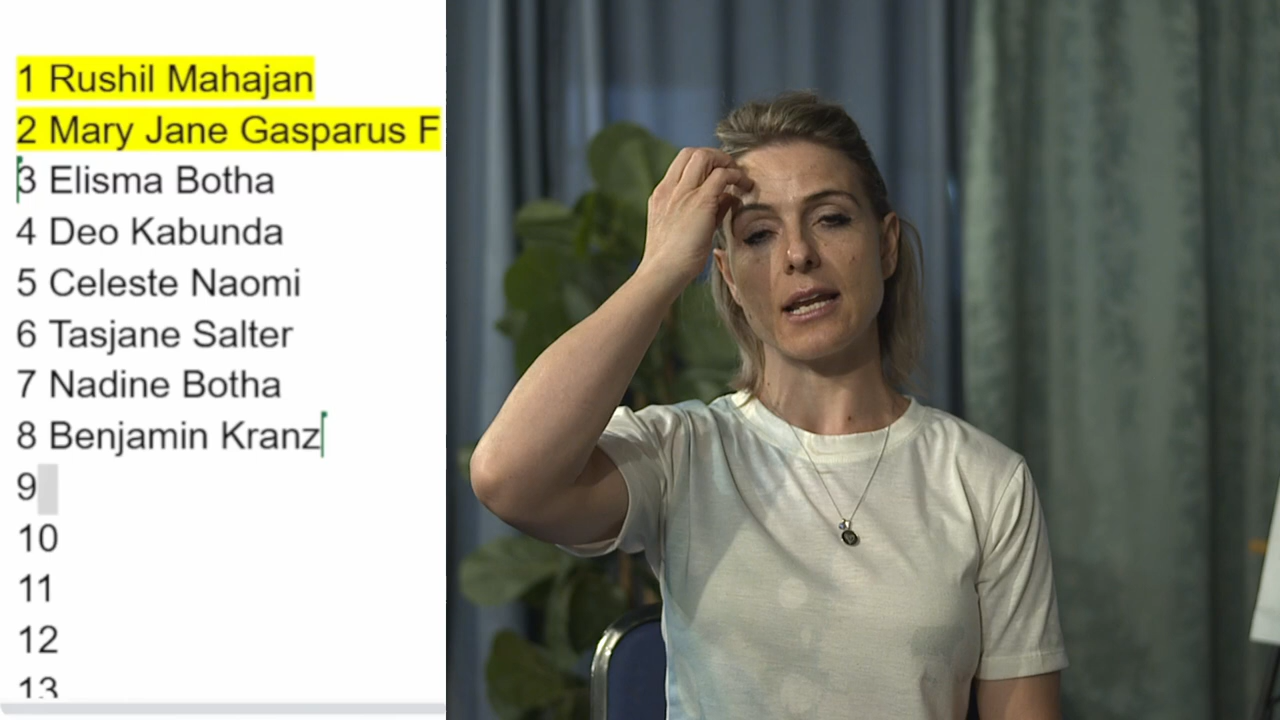 1 Rushil Mahajan
2 Mary Jane Gasparus F
3 Elisma Botha
4 Deo Kabunda
5 Celeste Naomi
6 Tasjane Salter
7 Nadine Botha
8 Benjamin Kranz
9
10
11
12
13